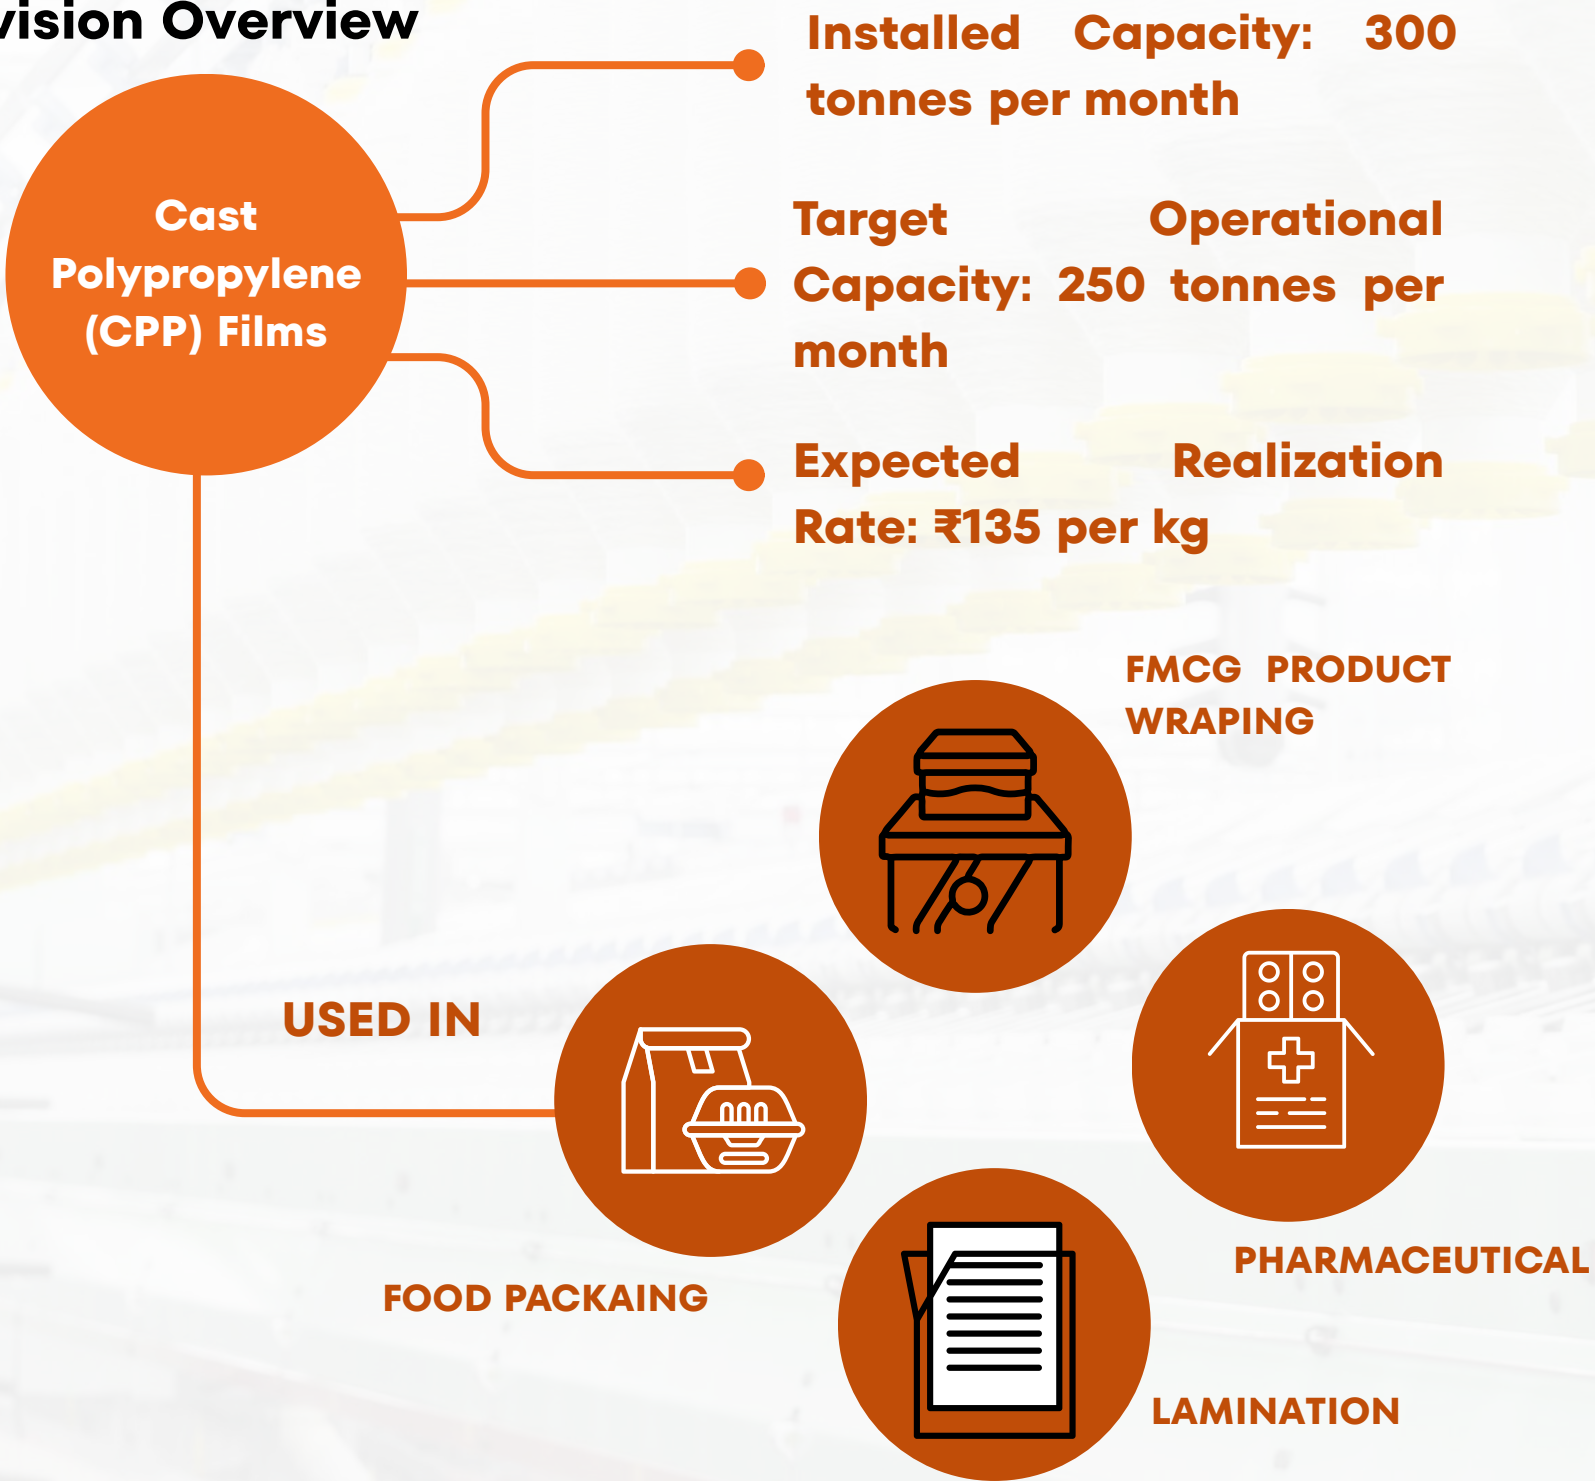 vision Overview
Installed Capacity: 300
tonnes per month
Cast
Polypropylene
(CPP) Films
Target Operational
Capacity: 250 tonnes per
month
Expected Realization
Rate: ₹135 per kg
FMCG PRODUCT
WRAPING
USED IN
PHARMACEUTICAL
FOOD PACKAING
LAMINATION